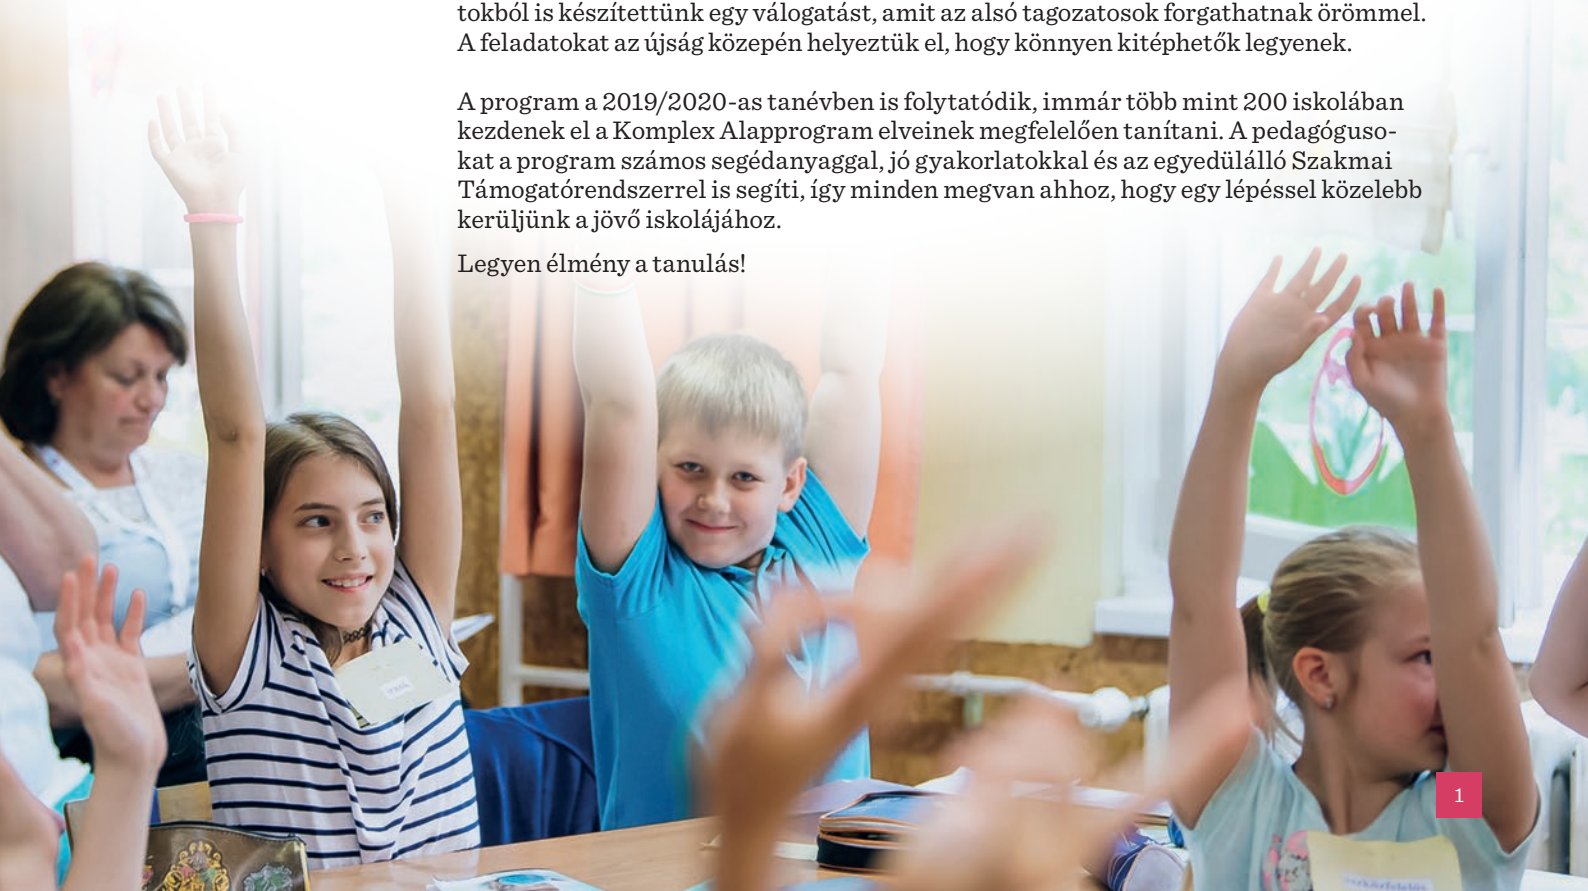 tokból is készítettünk egy válogatást, amit az alsó tagozatosok forgathatnak örömmel.
A feladatokat az újság közepén helyeztük el, hogy könnyen kitéphetők legyenek.
A program a 2019/2020-as tanévben is folytatódik, immár több mint 200 iskolában
kezdenek el a Komplex Alapprogram elveinek megfelelően tanítani. A pedagóguso-
kat a program számos segédanyaggal, jó gyakorlatokkal és az egyedülálló Szakmai
Támogatórendszerrel is segíti, így minden megvan ahhoz, hogy egy lépéssel közelebb
kerüljünk a jövő iskolájához.
Legyen élmény a tanulás!
1